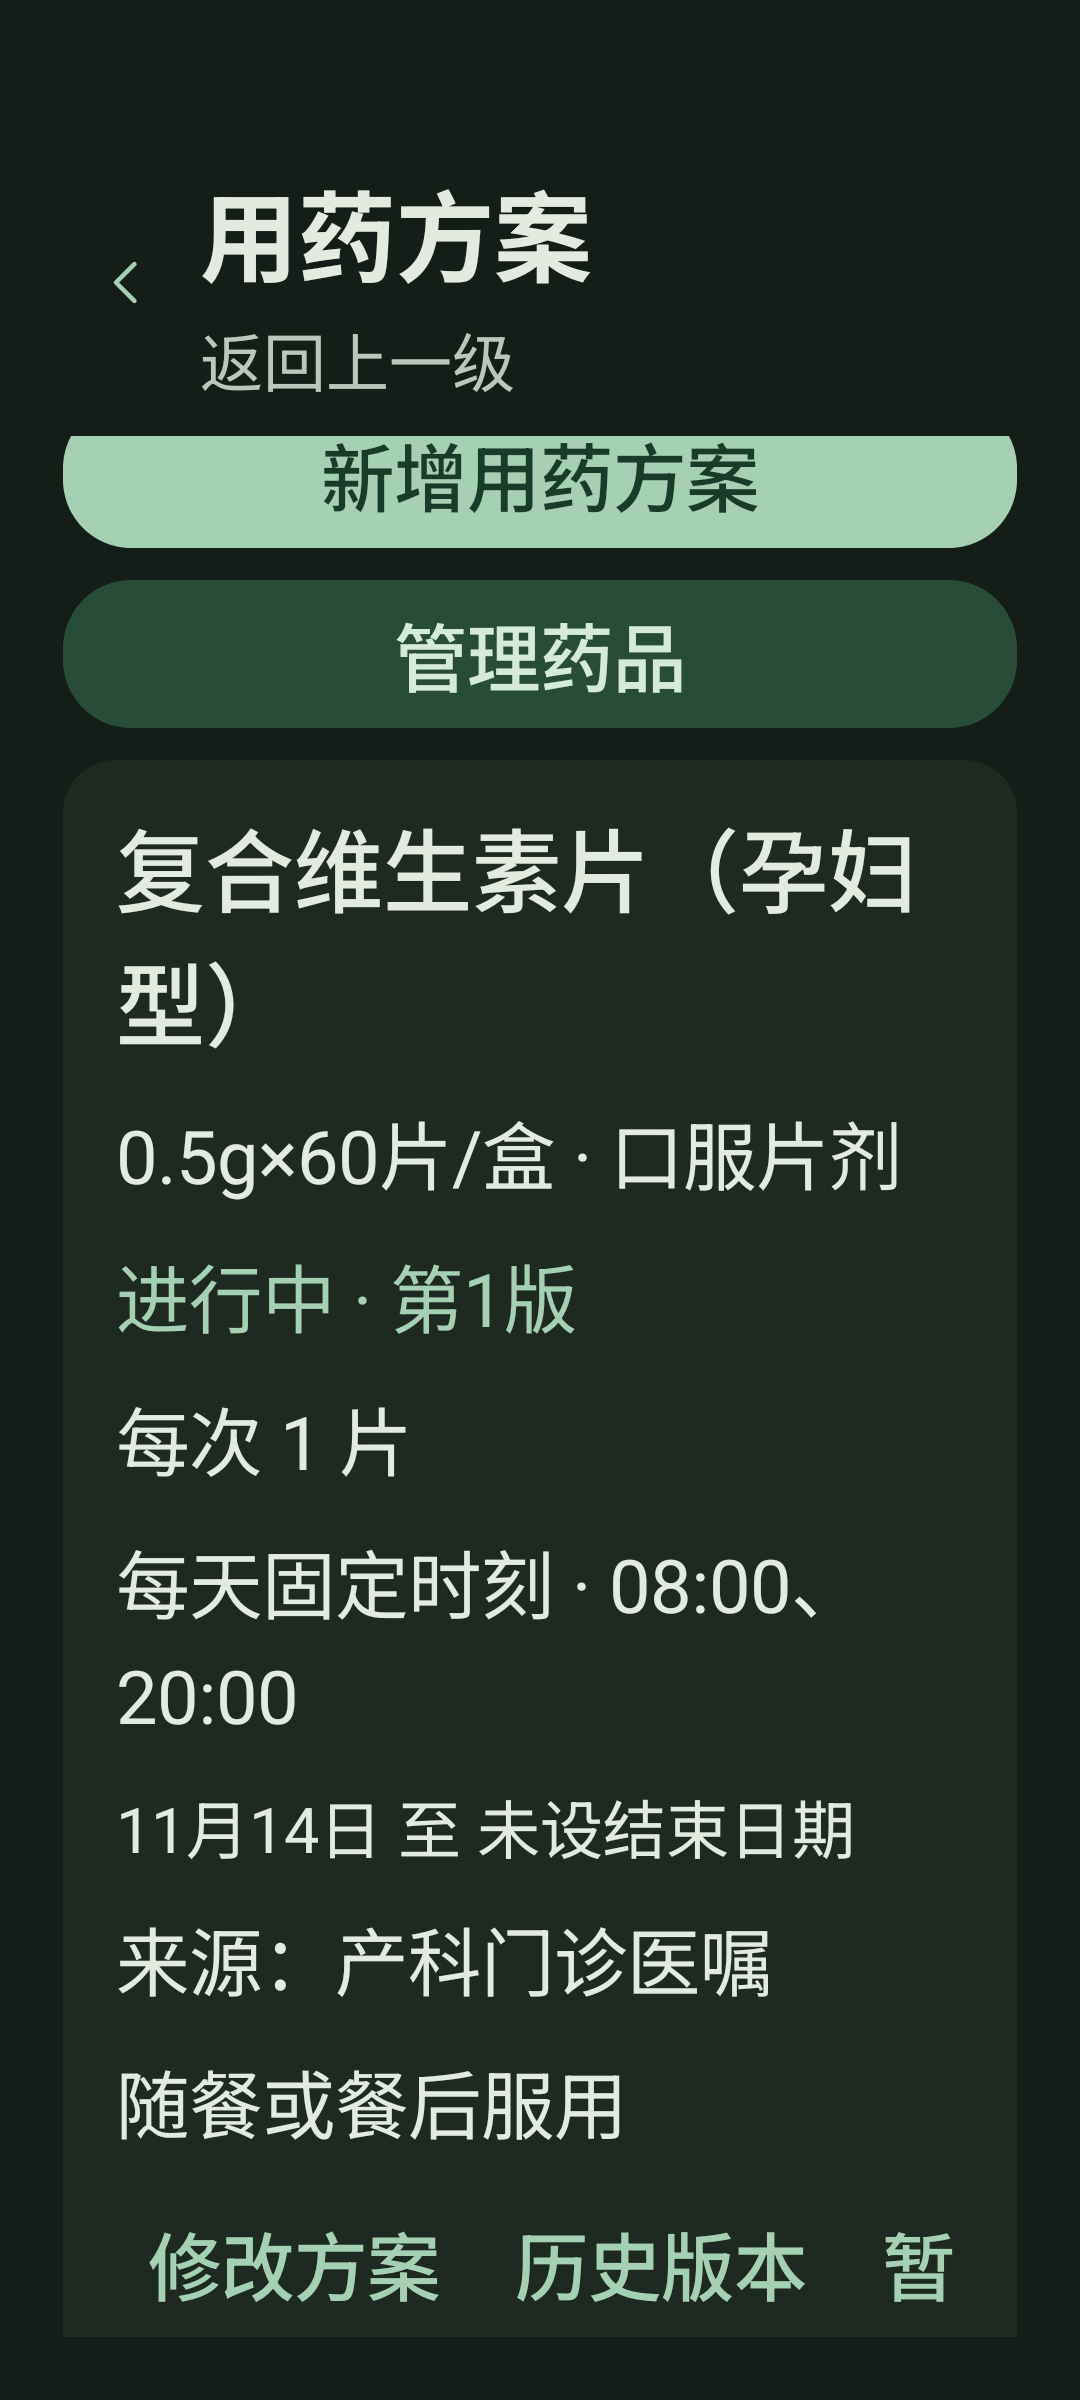 用药方案
返回上一级
新增用药方案
管理药品
复合维生素片（孕妇
型）
0.5g×60片/盒 · 口服片剂
进行中 · 第1版
每次 1 片
每天固定时刻 · 08:00、
20:00
11月14日 至 未设结束日期
来源：产科门诊医嘱
随餐或餐后服用
修改方案 历史版本 暂